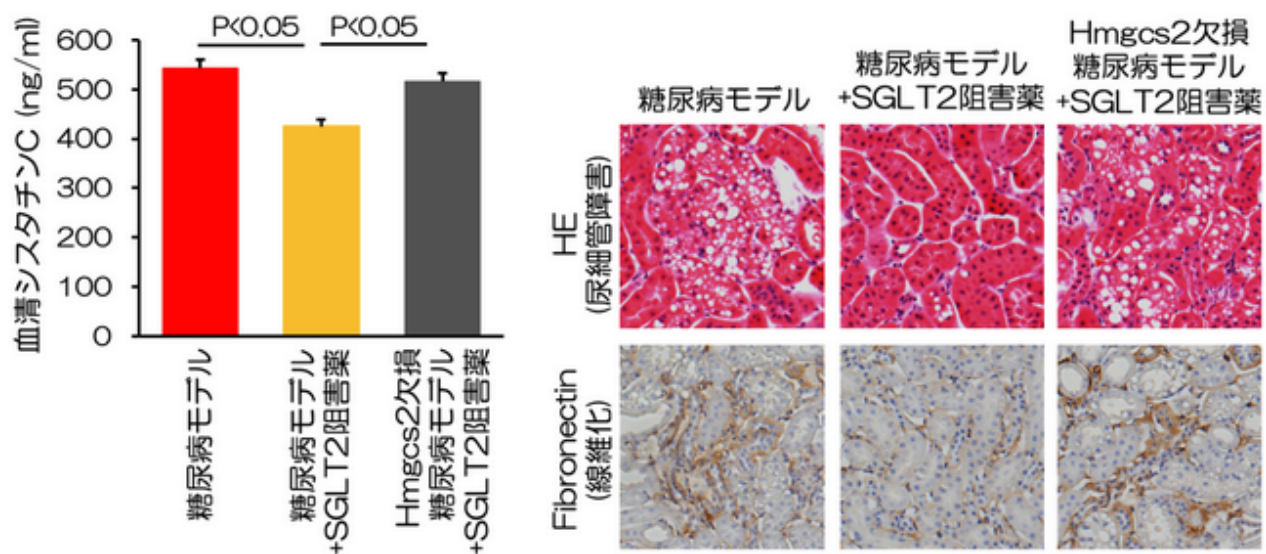 P<0.05 P<0.05
血清シスタチンC (ng/ml)
600
500
400
300
200
100
0
糖尿病モデル
糖尿病モデル
+SGLT2阻害薬
Hmgcs2欠損
糖尿病モデル
+SGLT2阻害薬
糖尿病モデル
糖尿病モデル
+SGLT2阻害薬
Hmgcs2欠損
糖尿病モデル
+SGLT2阻害薬
HE
(尿細管障害)
Fibronectin
(線維化)